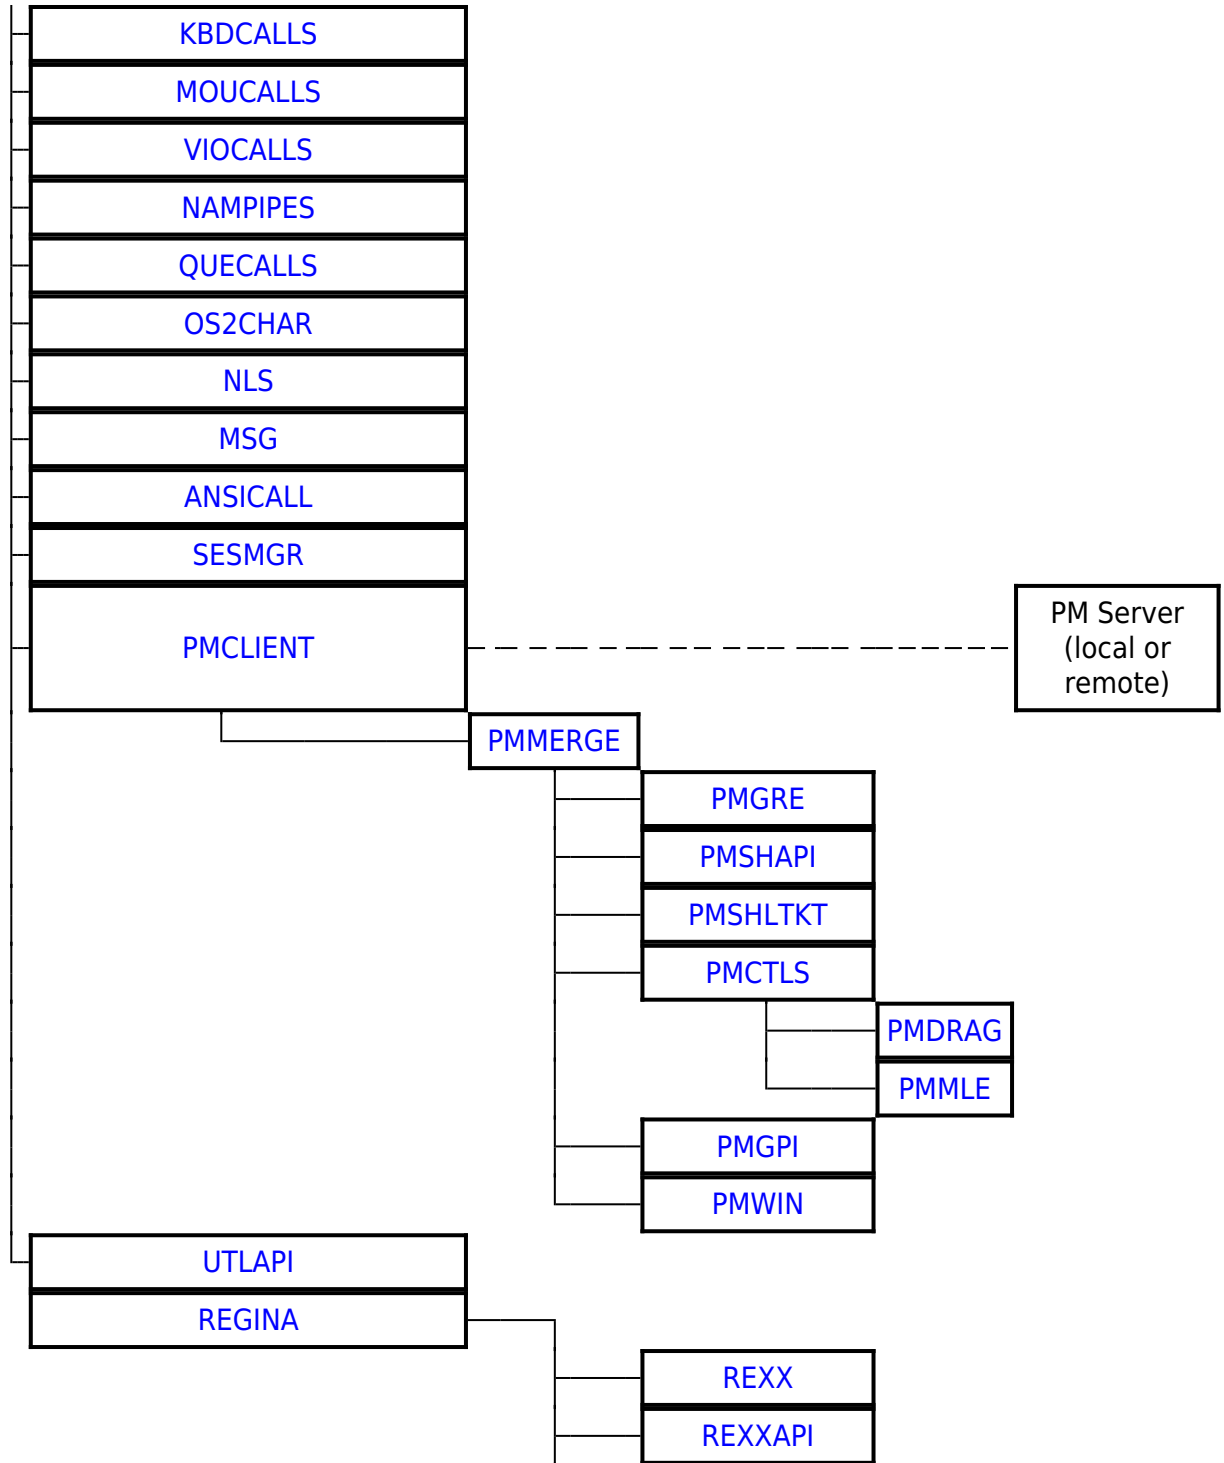 KBDCALLS
MOUCALLS
VIOCALLS
NAMPIPES
QUECALLS
OS2CHAR
NLS
MSG
ANSICALL
SESMGR
PMCLIENT
PM Server
(local or
remote)
PMMERGE
PMGRE
PMSHAPI
PMSHLTKT
PMCTLS
PMDRAG
PMMLE
PMGPI
PMWIN
UTLAPI
REGINA
REXX
REXXAPI